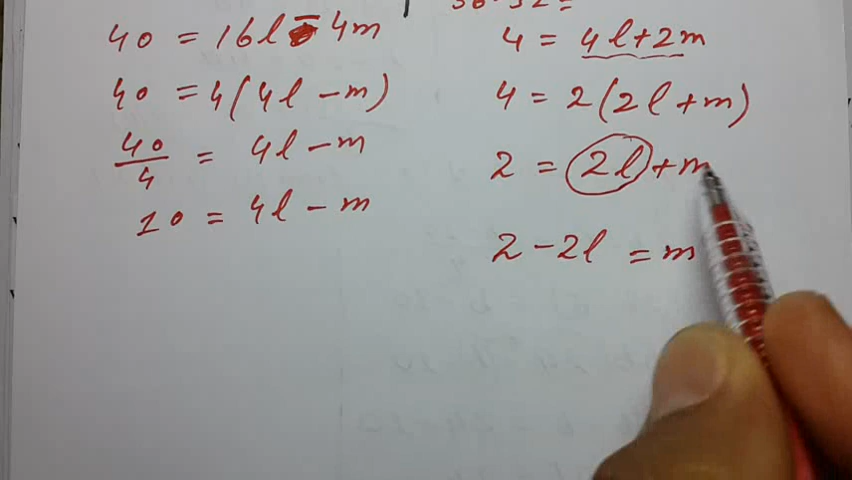 40 = 16l - 4m
40 = 4(4l - m)
40/4 = 4l - m
10 = 4l - m
4 = 4l + 2m
4 = 2(2l + m)
2 = 2l + m
2 - 2l = m